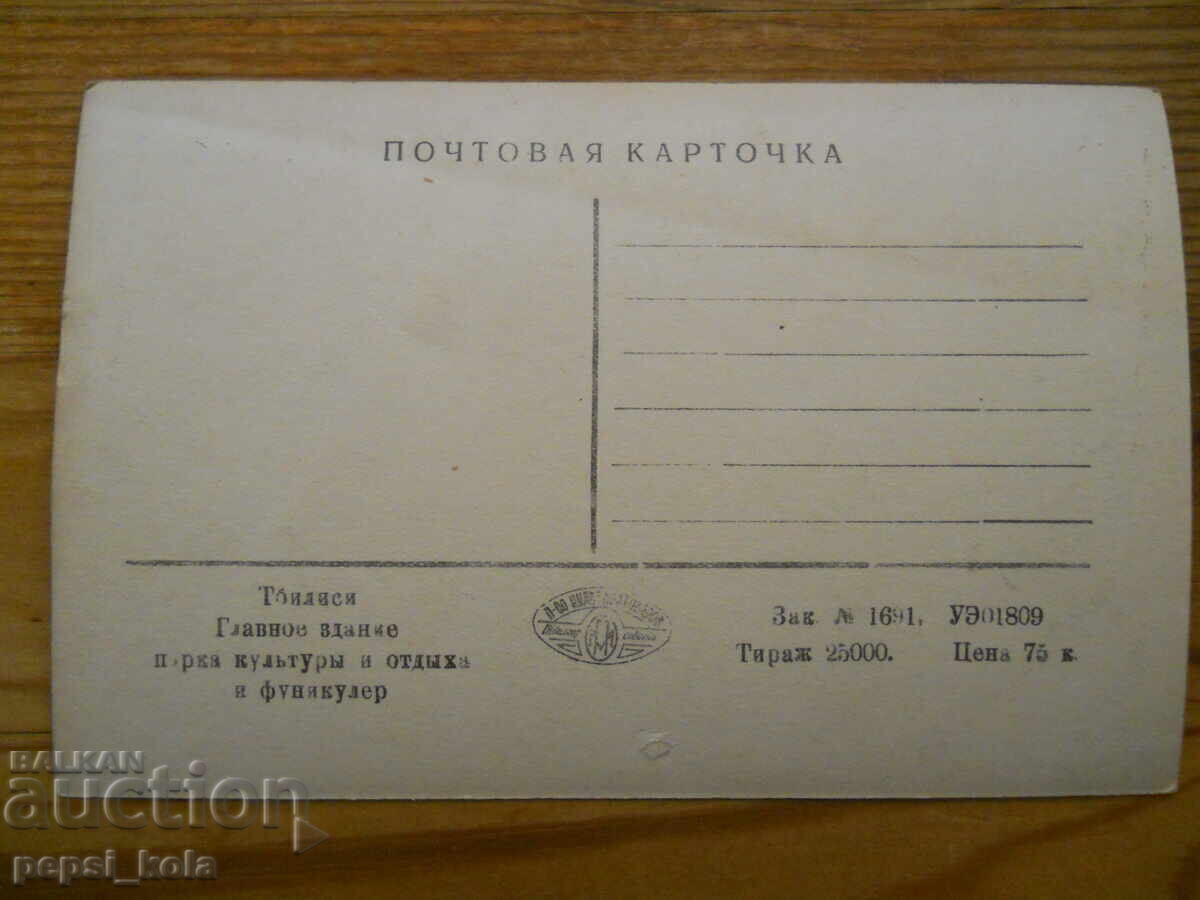 ПОЧТОВАЯ КАРТОЧКА
Тбилиси
Главное здание
парка культуры и отдыха
и фуникулер
Зак. № 1691. УЭ01809
Тираж 25000. Цена 75 к.
BALKAN
auction
pepsi_kola